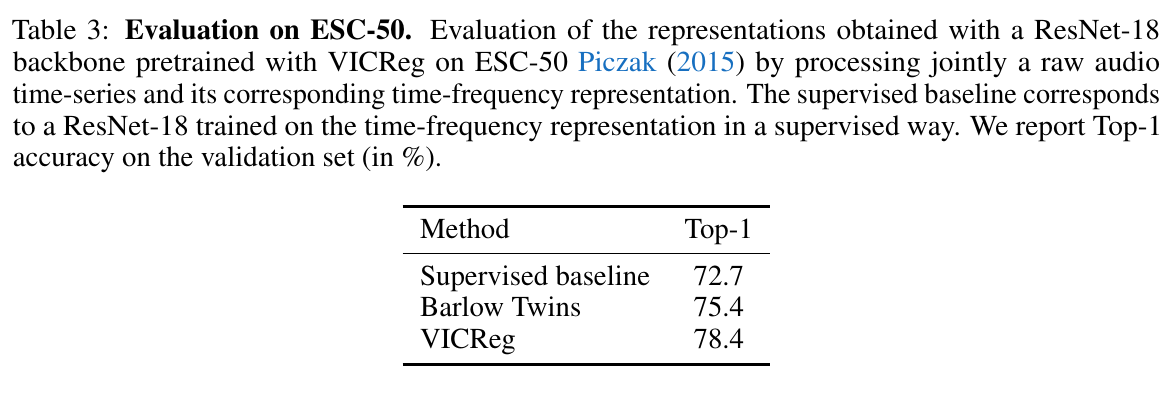 Table 3: Evaluation on ESC-50. Evaluation of the representations obtained with a ResNet-18
backbone pretrained with VICReg on ESC-50 Piczak (2015) by processing jointly a raw audio
time-series and its corresponding time-frequency representation. The supervised baseline corresponds
to a ResNet-18 trained on the time-frequency representation in a supervised way. We report Top-1
accuracy on the validation set (in %).
Method Top-1
Supervised baseline 72.7
Barlow Twins 75.4
VICReg 78.4